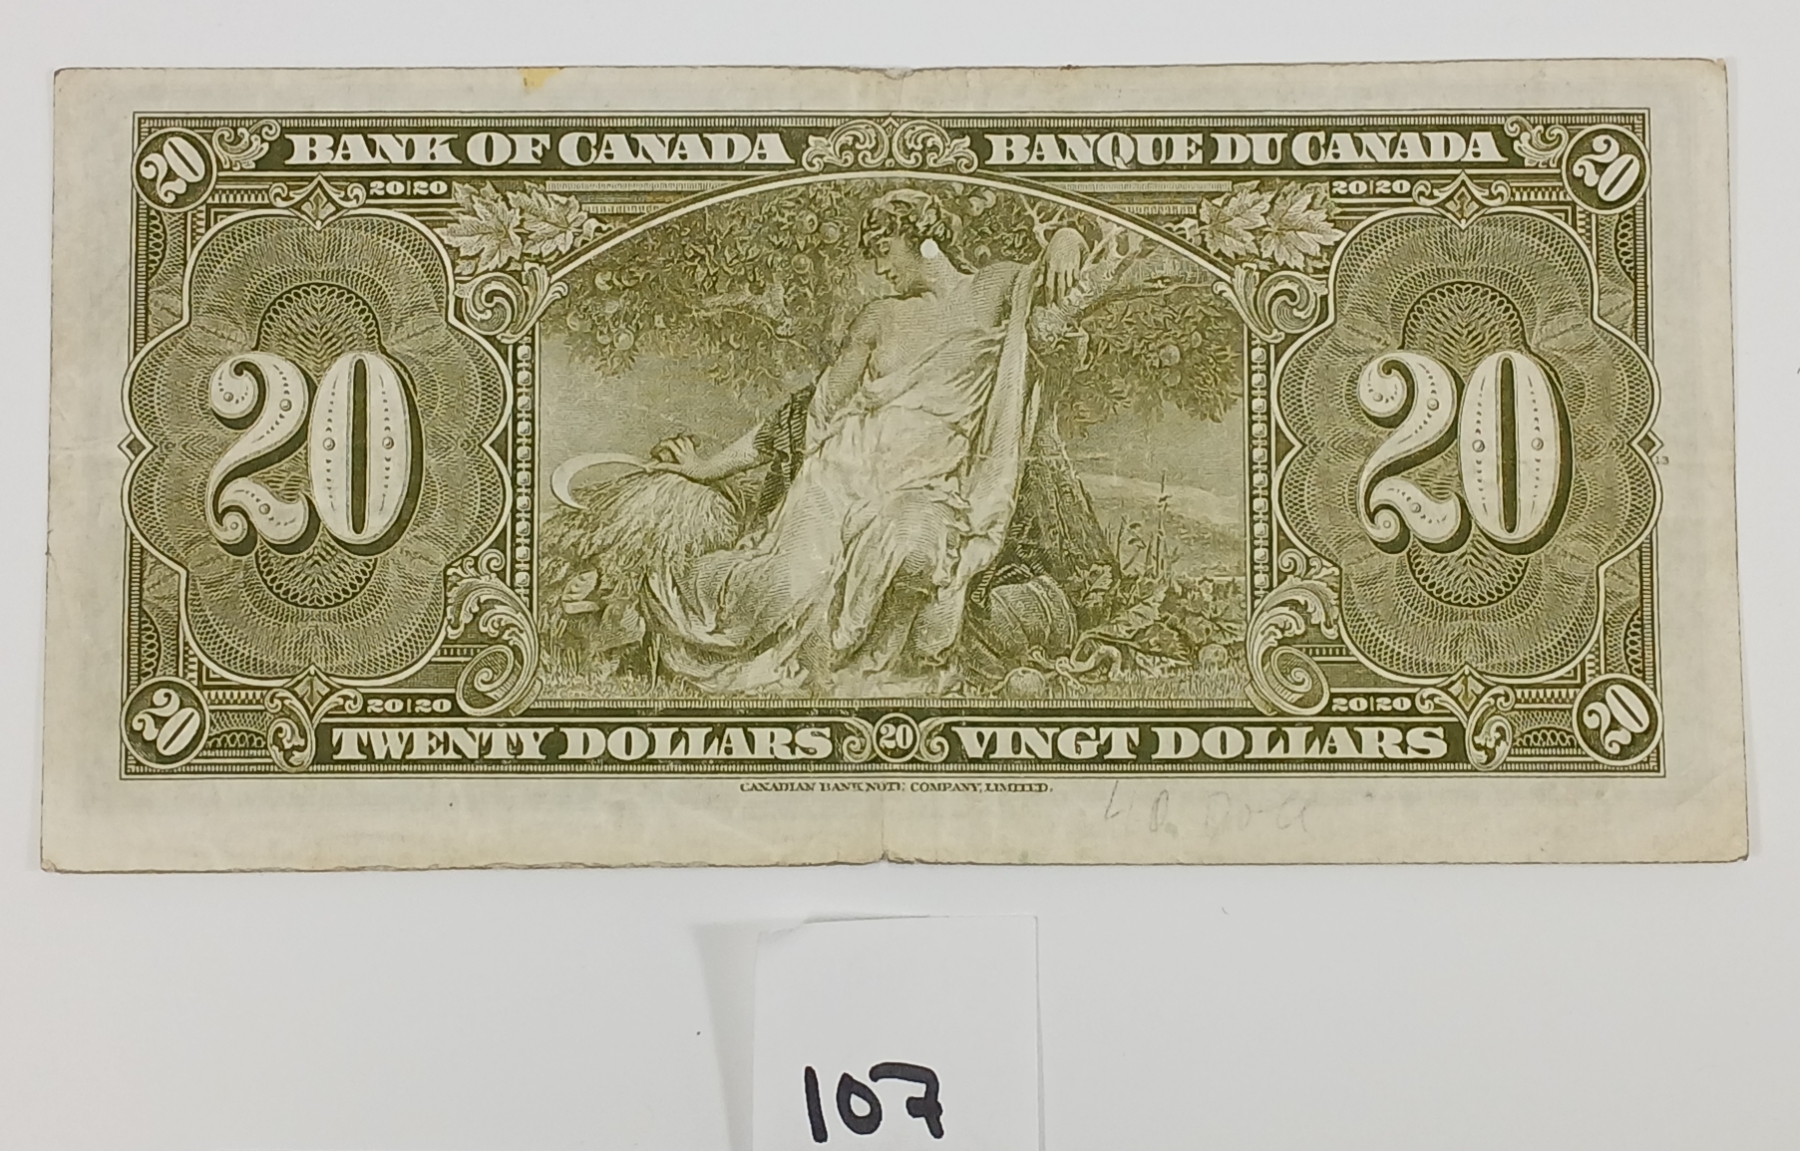 20 BANK OF CANADA BANQUE DU CANADA 20
20|20 20|20
20 20
13
20|20 20|20
20 TWENTY DOLLARS 20 VINGT DOLLARS 20
CANADIAN BANK NOTE COMPANY, LIMITED.
107